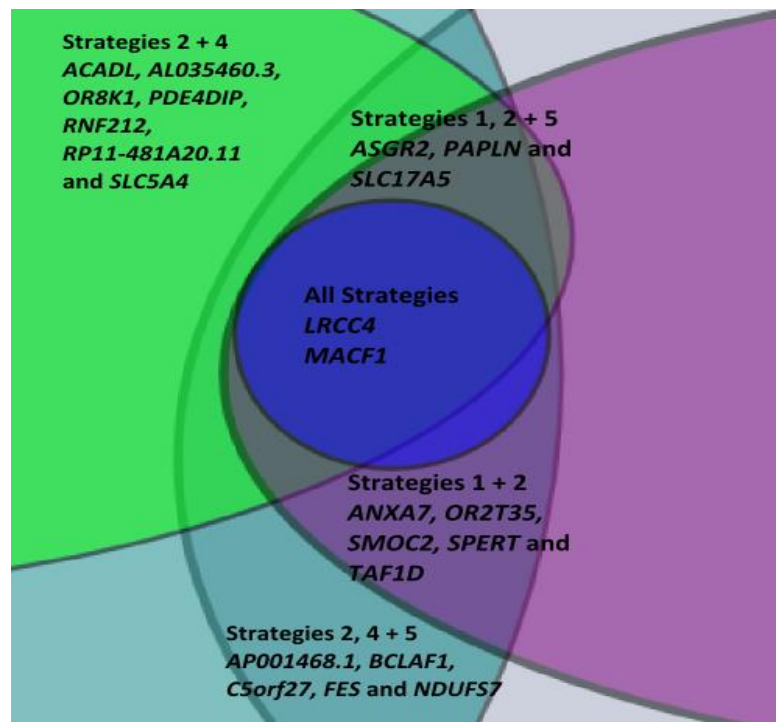 Strategies 2 + 4
ACADL, AL035460.3,
OR8K1, PDE4DIP,
RNF212,
RP11-481A20.11
and SLC5A4
Strategies 1, 2 + 5
ASGR2, PAPLN and
SLC17A5
All Strategies
LRCC4
MACF1
Strategies 1 + 2
ANXA7, OR2T35,
SMOC2, SPERT and
TAF1D
Strategies 2, 4 + 5
AP001468.1, BCLAF1,
C5orf27, FES and NDUFS7